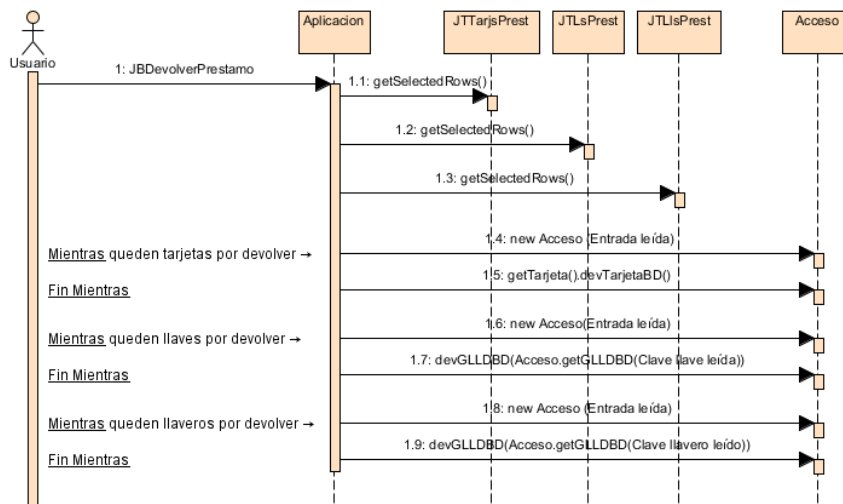 Aplicacion
JTTarjsPrest
JTLsPrest
JTLlsPrest
Acceso
Usuario
1: JBDevolverPrestamo
1.1: getSelectedRows()
1.2: getSelectedRows()
1.3: getSelectedRows()
1.4: new Acceso (Entrada leída)
Mientras queden tarjetas por devolver →
1.5: getTarjeta().devTarjetaBD()
Fin Mientras
1.6: new Acceso(Entrada leída)
Mientras queden llaves por devolver →
1.7: devGLLDBD(Acceso.getGLLDBD(Clave llave leída))
Fin Mientras
1.8: new Acceso (Entrada leída)
Mientras queden llaveros por devolver →
1.9: devGLLDBD(Acceso.getGLLDBD(Clave llavero leído))
Fin Mientras